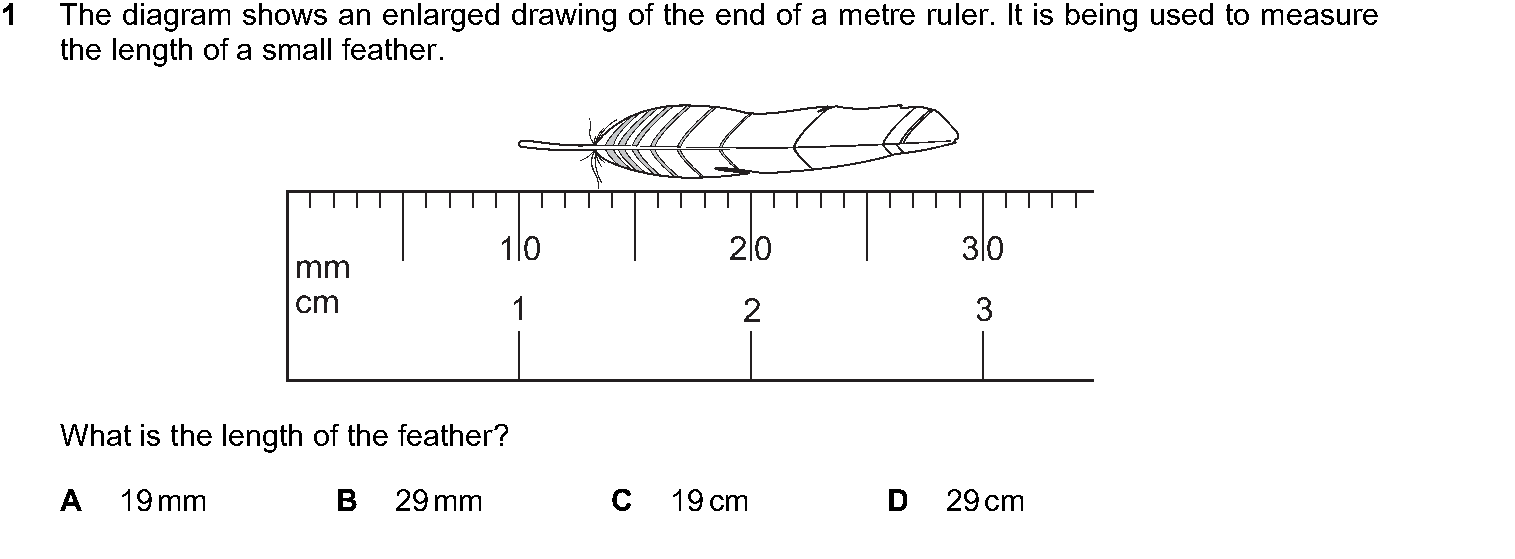 1 The diagram shows an enlarged drawing of the end of a metre ruler. It is being used to measure
the length of a small feather.
10 20 30
mm
cm 1 2 3
What is the length of the feather?
A 19 mm B 29 mm C 19 cm D 29 cm